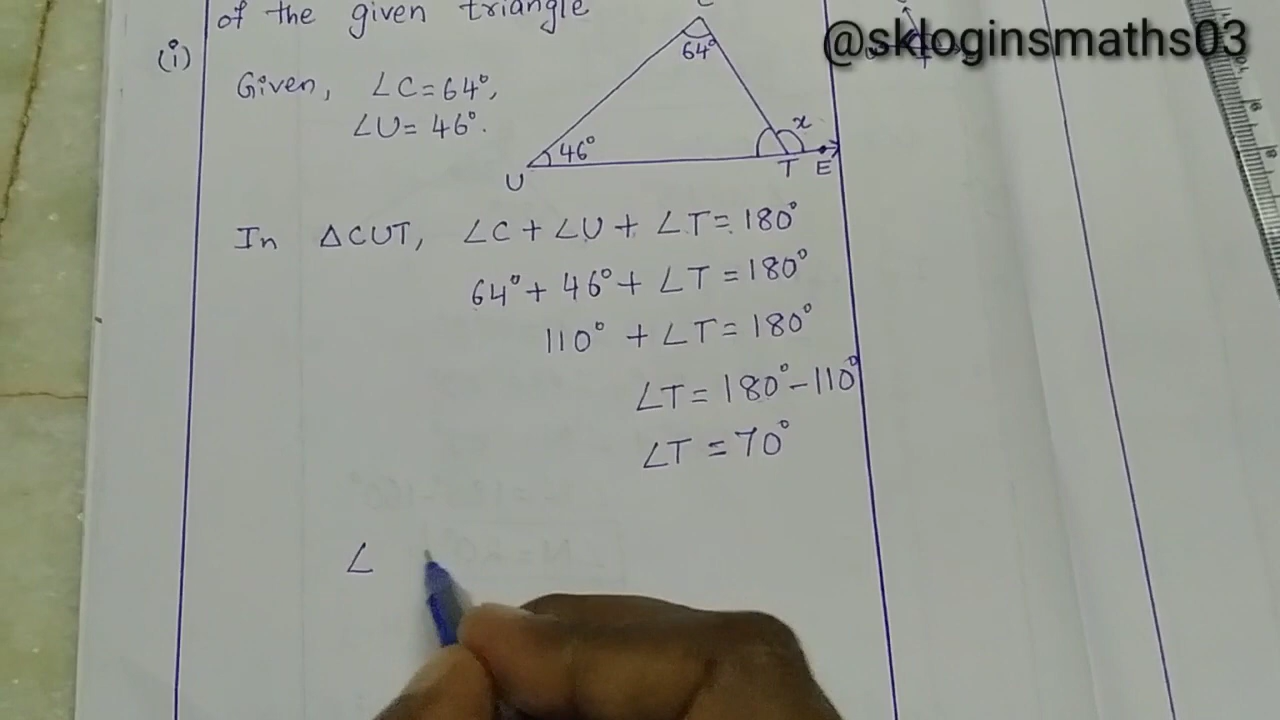 of the given triangle
@skloginsmaths03
(i)
Given, ∠C=64°,
∠U=46°.
64°
46°
x
U
T
E
In ΔCUT, ∠C+∠U+∠T=180°
64°+46°+∠T=180°
110°+∠T=180°
∠T=180°-110°
∠T=70°
∠